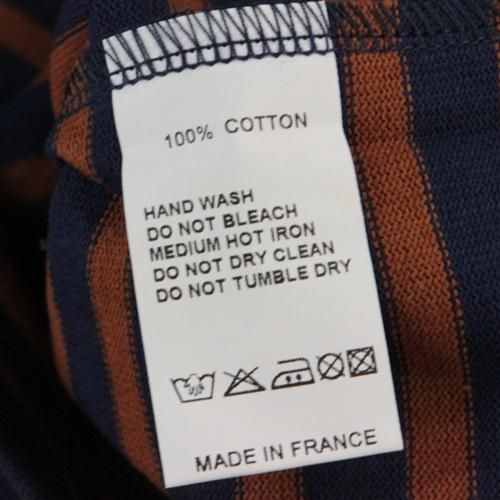 100% COTTON
HAND WASH
DO NOT BLEACH
MEDIUM HOT IRON
DO NOT DRY CLEAN
DO NOT TUMBLE DRY
MADE IN FRANCE